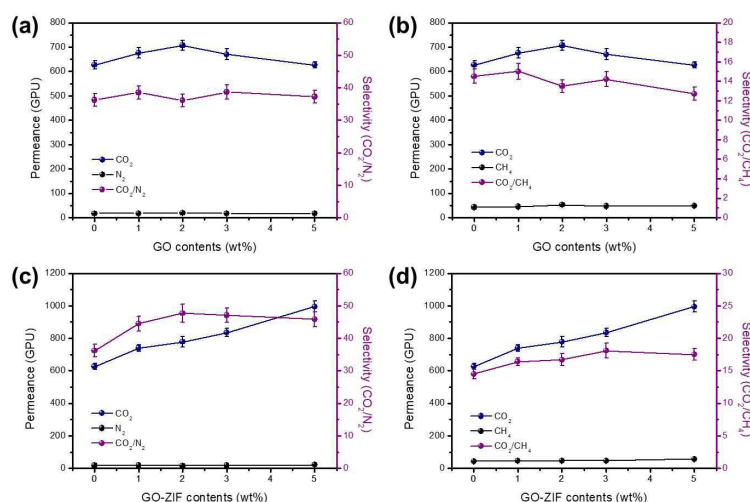 (a)
800
700
600
500
400
300
200
100
0
Permeance (GPU)
60
50
40
30
20
10
0
Selectivity (CO₂/N₂)
CO₂
N₂
CO₂/N₂
0 1 2 3 4 5
GO contents (wt%)
(b)
800
700
600
500
400
300
200
100
0
Permeance (GPU)
20
18
16
14
12
10
8
6
4
2
0
Selectivity (CO₂/CH₄)
CO₂
CH₄
CO₂/CH₄
0 1 2 3 4 5
GO contents (wt%)
(c)
1200
1000
800
600
400
200
0
Permeance (GPU)
60
50
40
30
20
10
0
Selectivity (CO₂/N₂)
CO₂
N₂
CO₂/N₂
0 1 2 3 4 5
GO-ZIF contents (wt%)
(d)
1200
1000
800
600
400
200
0
Permeance (GPU)
30
25
20
15
10
5
0
Selectivity (CO₂/CH₄)
CO₂
CH₄
CO₂/CH₄
0 1 2 3 4 5
GO-ZIF contents (wt%)